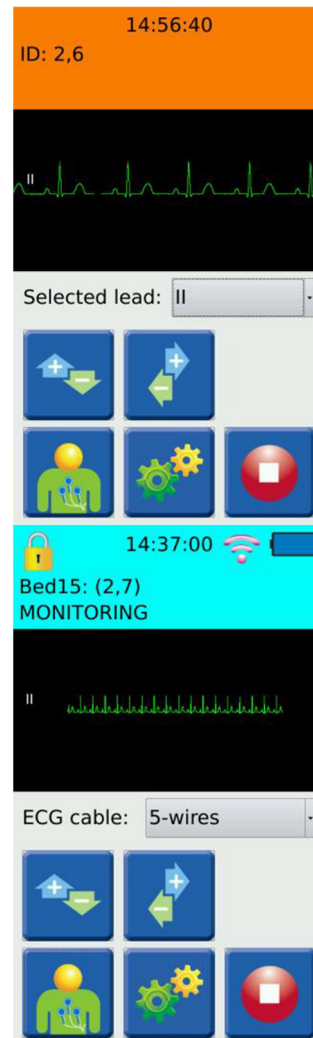 14:56:40
ID: 2,6
II
Selected lead: II
14:37:00
Bed15: (2,7)
MONITORING
II
ECG cable: 5-wires